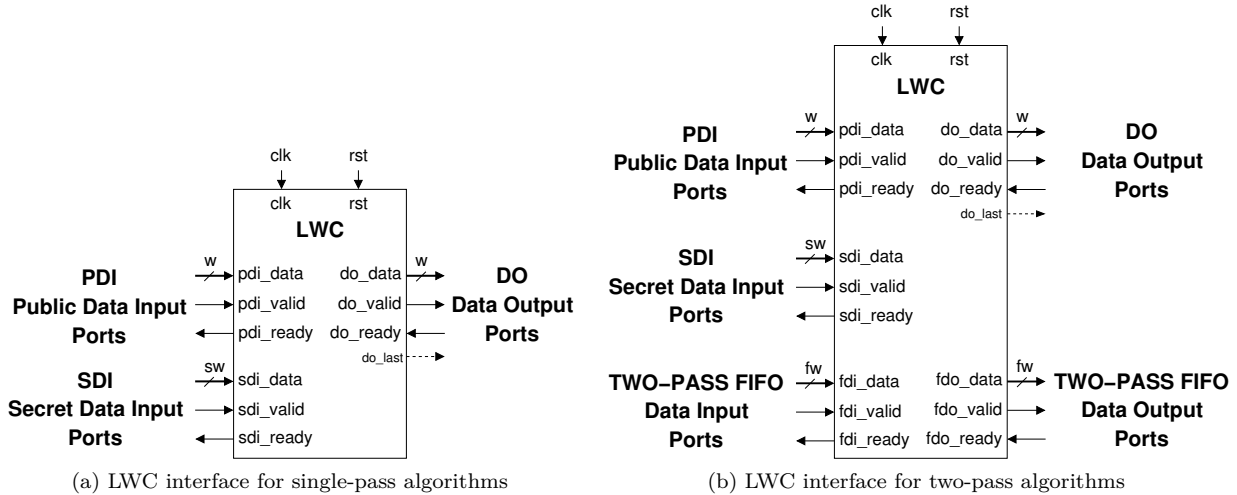 clk
rst
clk
rst
LWC
PDI
Public Data Input
Ports
w
pdi_data
pdi_valid
pdi_ready
do_data
do_valid
do_ready
do_last
w
DO
Data Output
Ports
SDI
Secret Data Input
Ports
sw
sdi_data
sdi_valid
sdi_ready
(a) LWC interface for single-pass algorithms
clk
rst
clk
rst
LWC
PDI
Public Data Input
Ports
w
pdi_data
pdi_valid
pdi_ready
do_data
do_valid
do_ready
do_last
w
DO
Data Output
Ports
SDI
Secret Data Input
Ports
sw
sdi_data
sdi_valid
sdi_ready
TWO−PASS FIFO
Data Input
Ports
fw
fdi_data
fdi_valid
fdi_ready
fdo_data
fdo_valid
fdo_ready
fw
TWO−PASS FIFO
Data Output
Ports
(b) LWC interface for two-pass algorithms